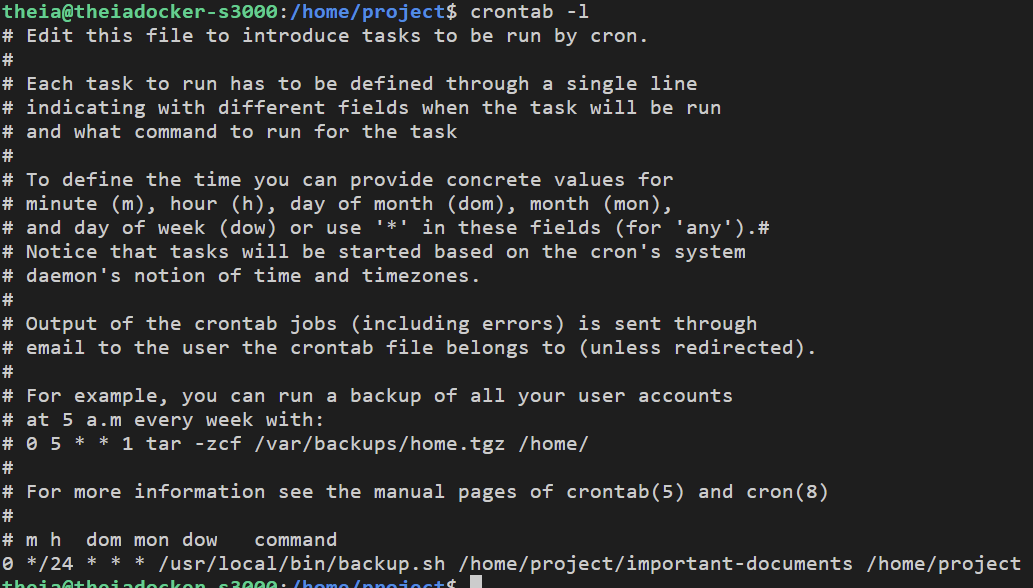 theia@theiadocker-s3000:/home/project$ crontab -l
# Edit this file to introduce tasks to be run by cron.
#
# Each task to run has to be defined through a single line
# indicating with different fields when the task will be run
# and what command to run for the task
#
# To define the time you can provide concrete values for
# minute (m), hour (h), day of month (dom), month (mon),
# and day of week (dow) or use '*' in these fields (for 'any').#
# Notice that tasks will be started based on the cron's system
# daemon's notion of time and timezones.
#
# Output of the crontab jobs (including errors) is sent through
# email to the user the crontab file belongs to (unless redirected).
#
# For example, you can run a backup of all your user accounts
# at 5 a.m every week with:
# 0 5 * * 1 tar -zcf /var/backups/home.tgz /home/
#
# For more information see the manual pages of crontab(5) and cron(8)
#
# m h  dom mon dow   command
0 */24 * * * /usr/local/bin/backup.sh /home/project/important-documents /home/project
theia@theiadocker-s3000:/home/project$